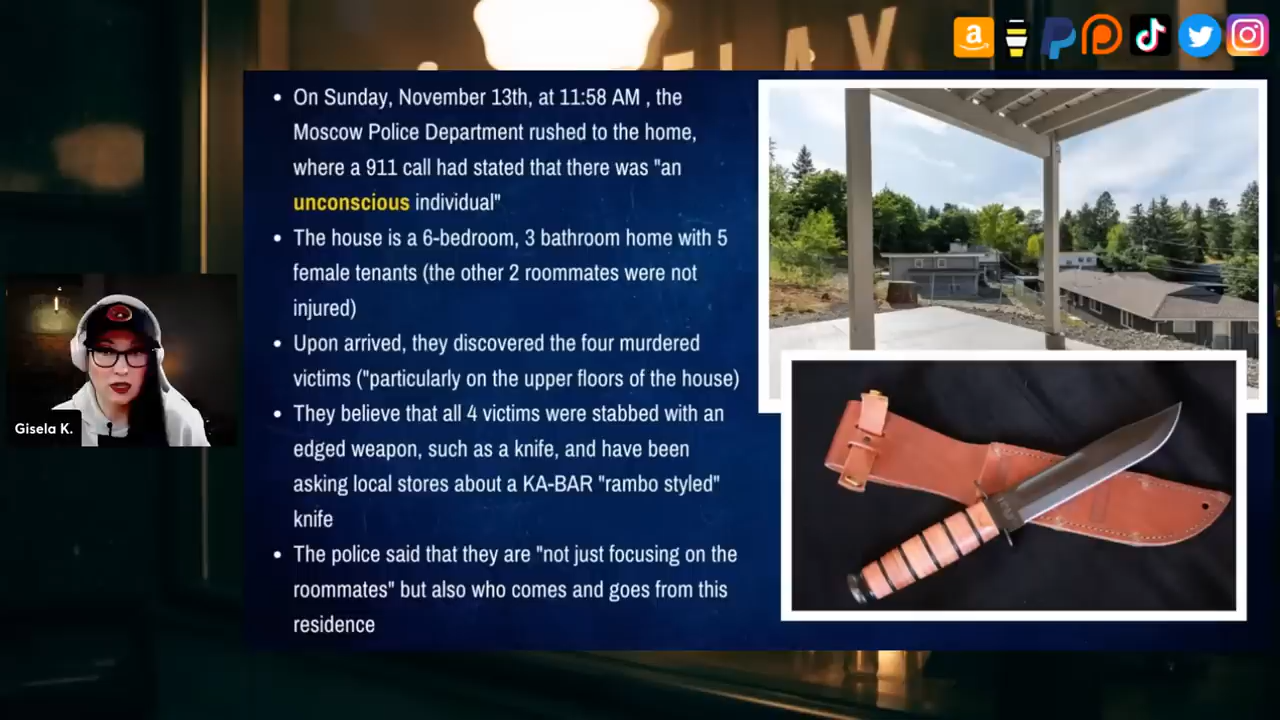 ELAX
On Sunday, November 13th, at 11:58 AM , the
Moscow Police Department rushed to the home,
where a 911 call had stated that there was "an
unconscious individual"
The house is a 6-bedroom, 3 bathroom home with 5
female tenants (the other 2 roommates were not
injured)
Upon arrived, they discovered the four murdered
victims ("particularly on the upper floors of the house)
They believe that all 4 victims were stabbed with an
edged weapon, such as a knife, and have been
asking local stores about a KA-BAR "rambo styled"
knife
The police said that they are "not just focusing on the
roommates" but also who comes and goes from this
residence
Gisela K.